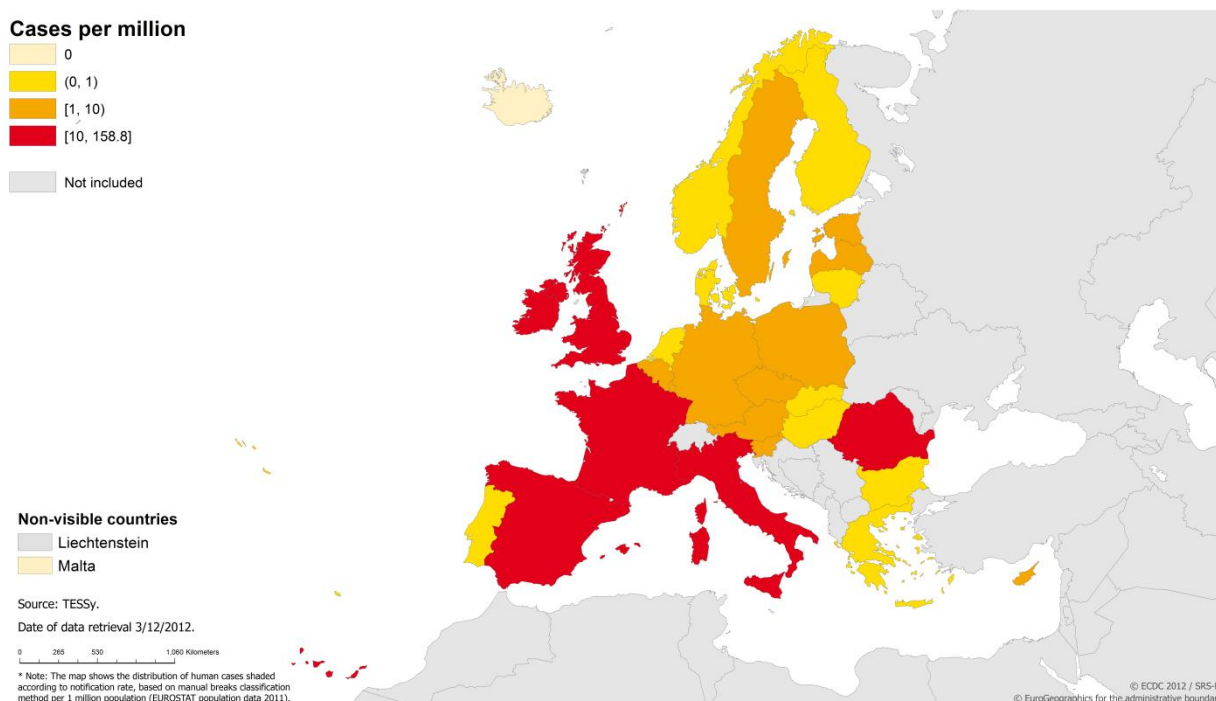 Cases per million
0
(0, 1)
[1, 10)
[10, 158.8]
Not included
Non-visible countries
Liechtenstein
Malta
Source: TESSy.
Date of data retrieval 3/12/2012.
0 265 530 1,060 Kilometers
* Note: The map shows the distribution of human cases shaded
according to notification rate, based on manual breaks classification
method per 1 million population (EUROSTAT population data 2011).
© ECDC 2012 / SRS-
© EuroGeographics for the administrative